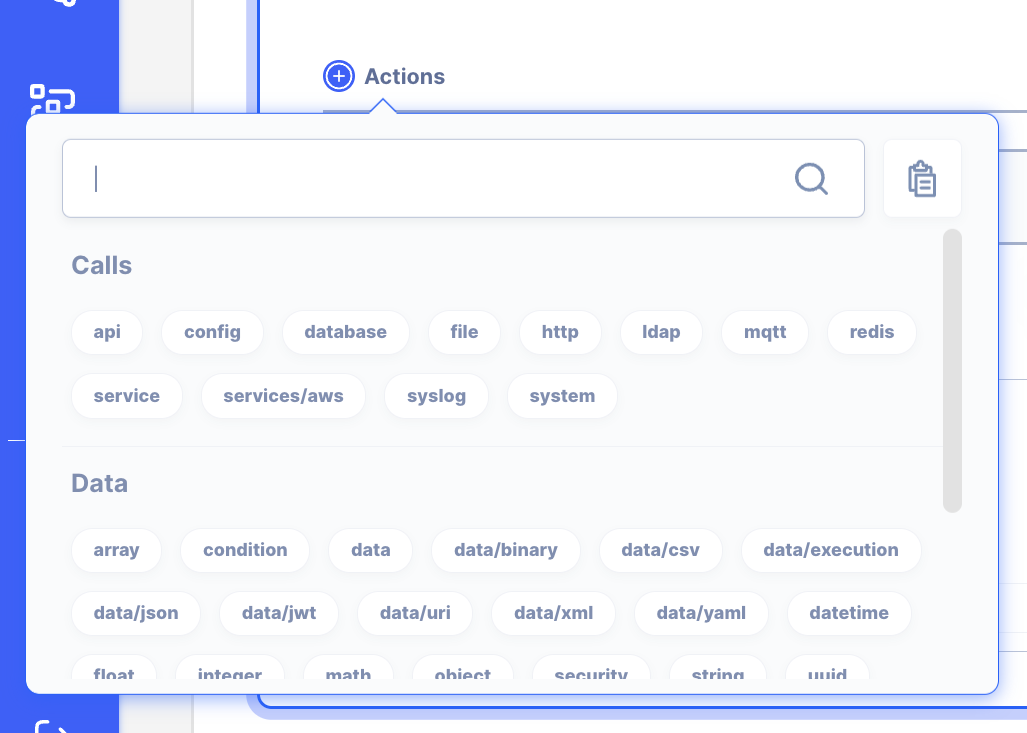 Actions
Calls
api config database file http ldap mqtt redis
service services/aws syslog system
Data
array condition data data/binary data/csv data/execution
data/json data/jwt data/uri data/xml data/yaml datetime
float integer math object security string uuid